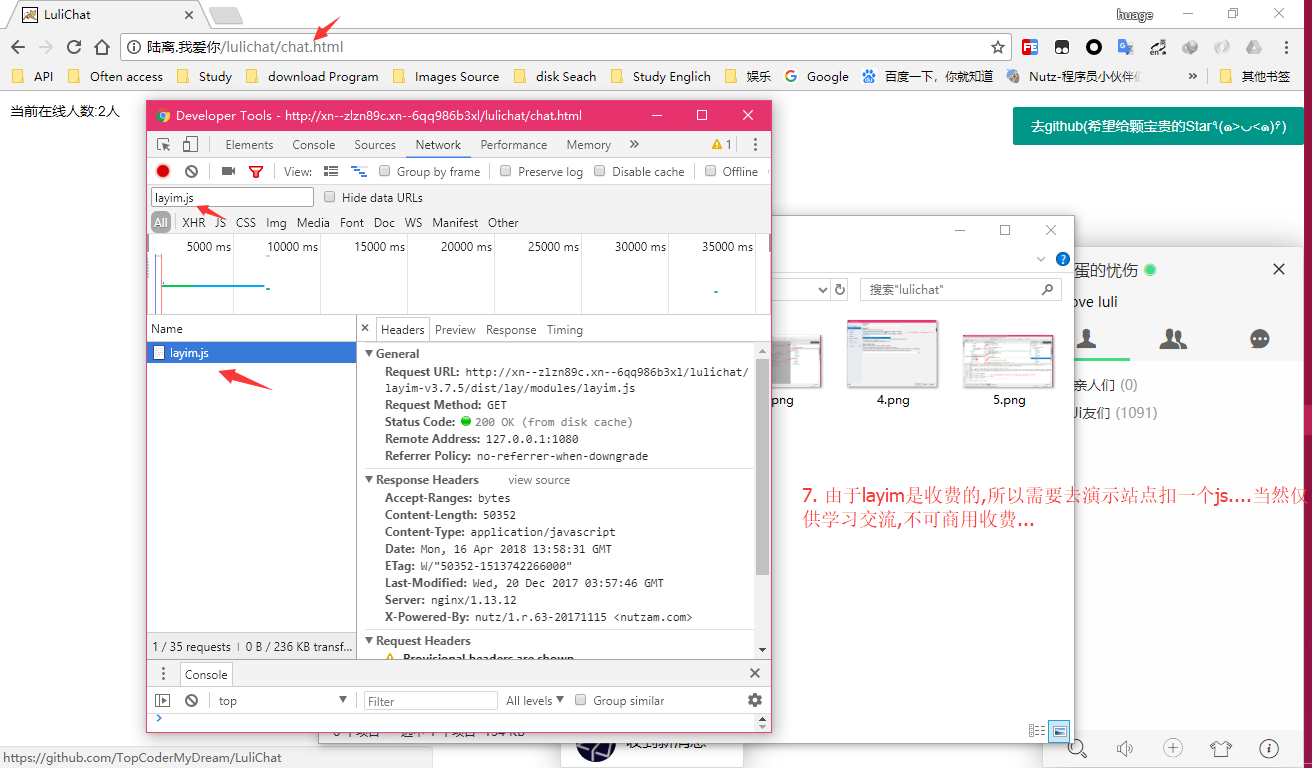 LuliChat
huage
陆离.我爱你/lulichat/chat.html
API
Often access
Study
download Program
Images Source
disk Seach
Study English
娱乐
Google
百度一下，你就知道
Nutz-程序员小伙伴们
»
其他书签
当前在线人数:2人
Developer Tools - http://xn--zlzn89c.xn--6qq986b3xl/lulichat/chat.html
去github(希望给颗宝贵的Star٩(๑>◡<๑)۶)
Elements Console Sources Network Performance Memory » 1
View: Group by frame Preserve log Disable cache Offline
layim.js Hide data URLs
All XHR JS CSS Img Media Font Doc WS Manifest Other
5000 ms 10000 ms 15000 ms 20000 ms 25000 ms 30000 ms 35000 ms
Name
layim.js
× Headers Preview Response Timing
General
Request URL: http://xn--zlzn89c.xn--6qq986b3xl/lulichat/
layim-v3.7.5/dist/lay/modules/layim.js
Request Method: GET
Status Code: 200 OK (from disk cache)
Remote Address: 127.0.0.1:1080
Referrer Policy: no-referrer-when-downgrade
Response Headers view source
Accept-Ranges: bytes
Content-Length: 50352
Content-Type: application/javascript
Date: Mon, 16 Apr 2018 13:58:31 GMT
ETag: W/"50352-1513742266000"
Last-Modified: Wed, 20 Dec 2017 03:57:46 GMT
Server: nginx/1.13.12
X-Powered-By: nutz/1.r.63-20171115 <nutzam.com>
Request Headers
Provisional headers are shown
1 / 35 requests | 0 B / 236 KB transf...
Console
top Filter All levels Group similar
搜索"lulichat"
png
4.png
5.png
7. 由于layim是收费的,所以需要去演示站点扣一个js....当然仅
供学习交流,不可商用收费...
蛋的忧伤
ove luli
亲人们 (0)
li友们 (1091)
收到新消息
https://github.com/TopCoderMyDream/LuliChat